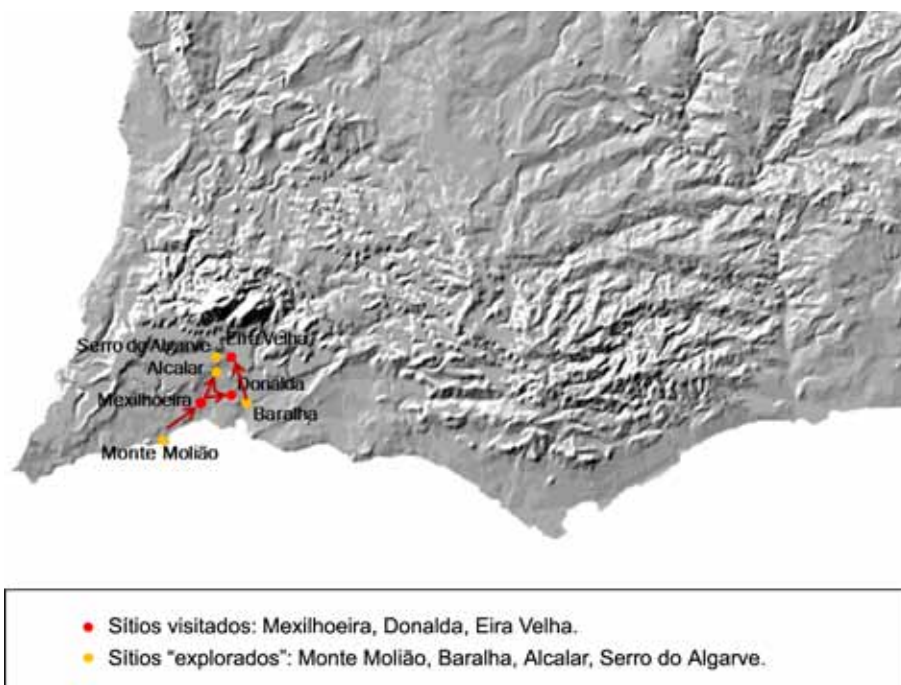 Eira Velha
Serro do Algarve
Alcalar
Donalda
Mexilhoeira
Baralha
Monte Molião
Sítios visitados: Mexilhoeira, Donalda, Eira Velha.
Sítios “explorados”: Monte Molião, Baralha, Alcalar, Serro do Algarve.